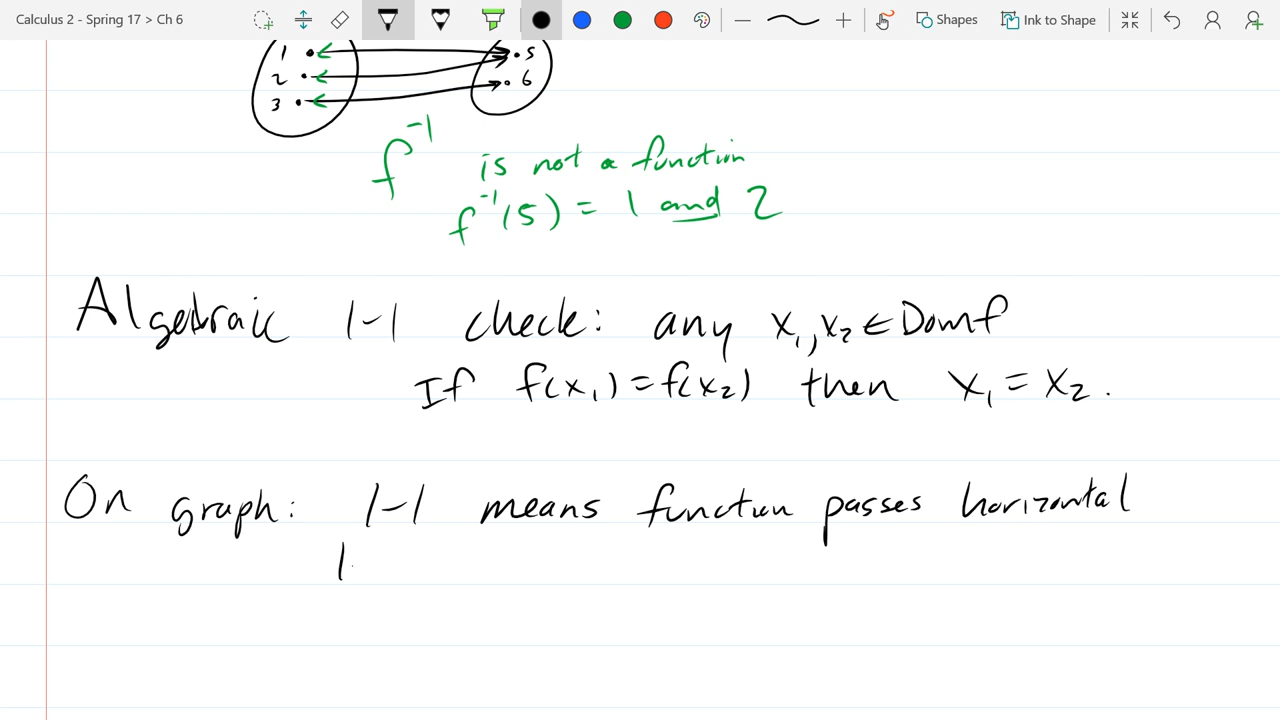 Calculus 2 - Spring 17 > Ch 6
Shapes
Ink to Shape
1 5
2 6
3
f⁻¹ is not a function
f⁻¹(5) = 1 and 2
Algebraic 1-1 check: any x₁, x₂ ∈ Domf
If f(x₁) = f(x₂) then x₁ = x₂.
On graph: 1-1 means function passes horizontal
l